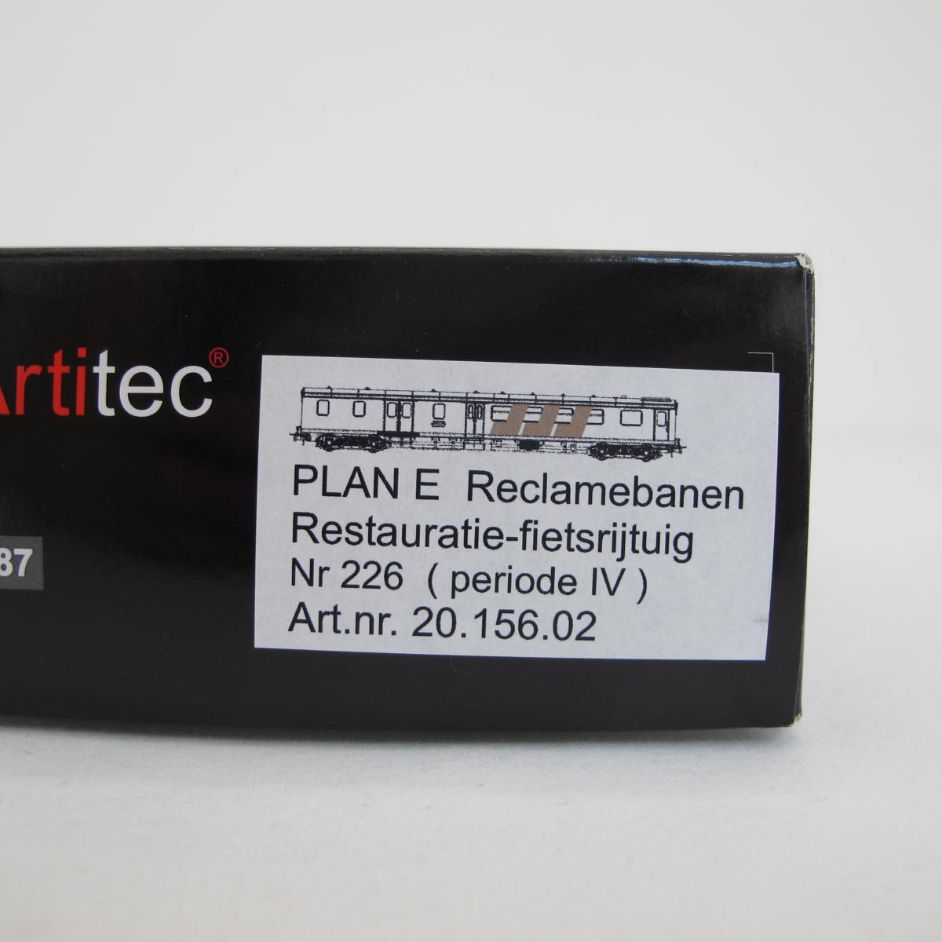 Artitec®
PLAN E Reclamebanen
Restauratie-fietsrijtuig
87
Nr 226 ( periode IV )
Art.nr. 20.156.02